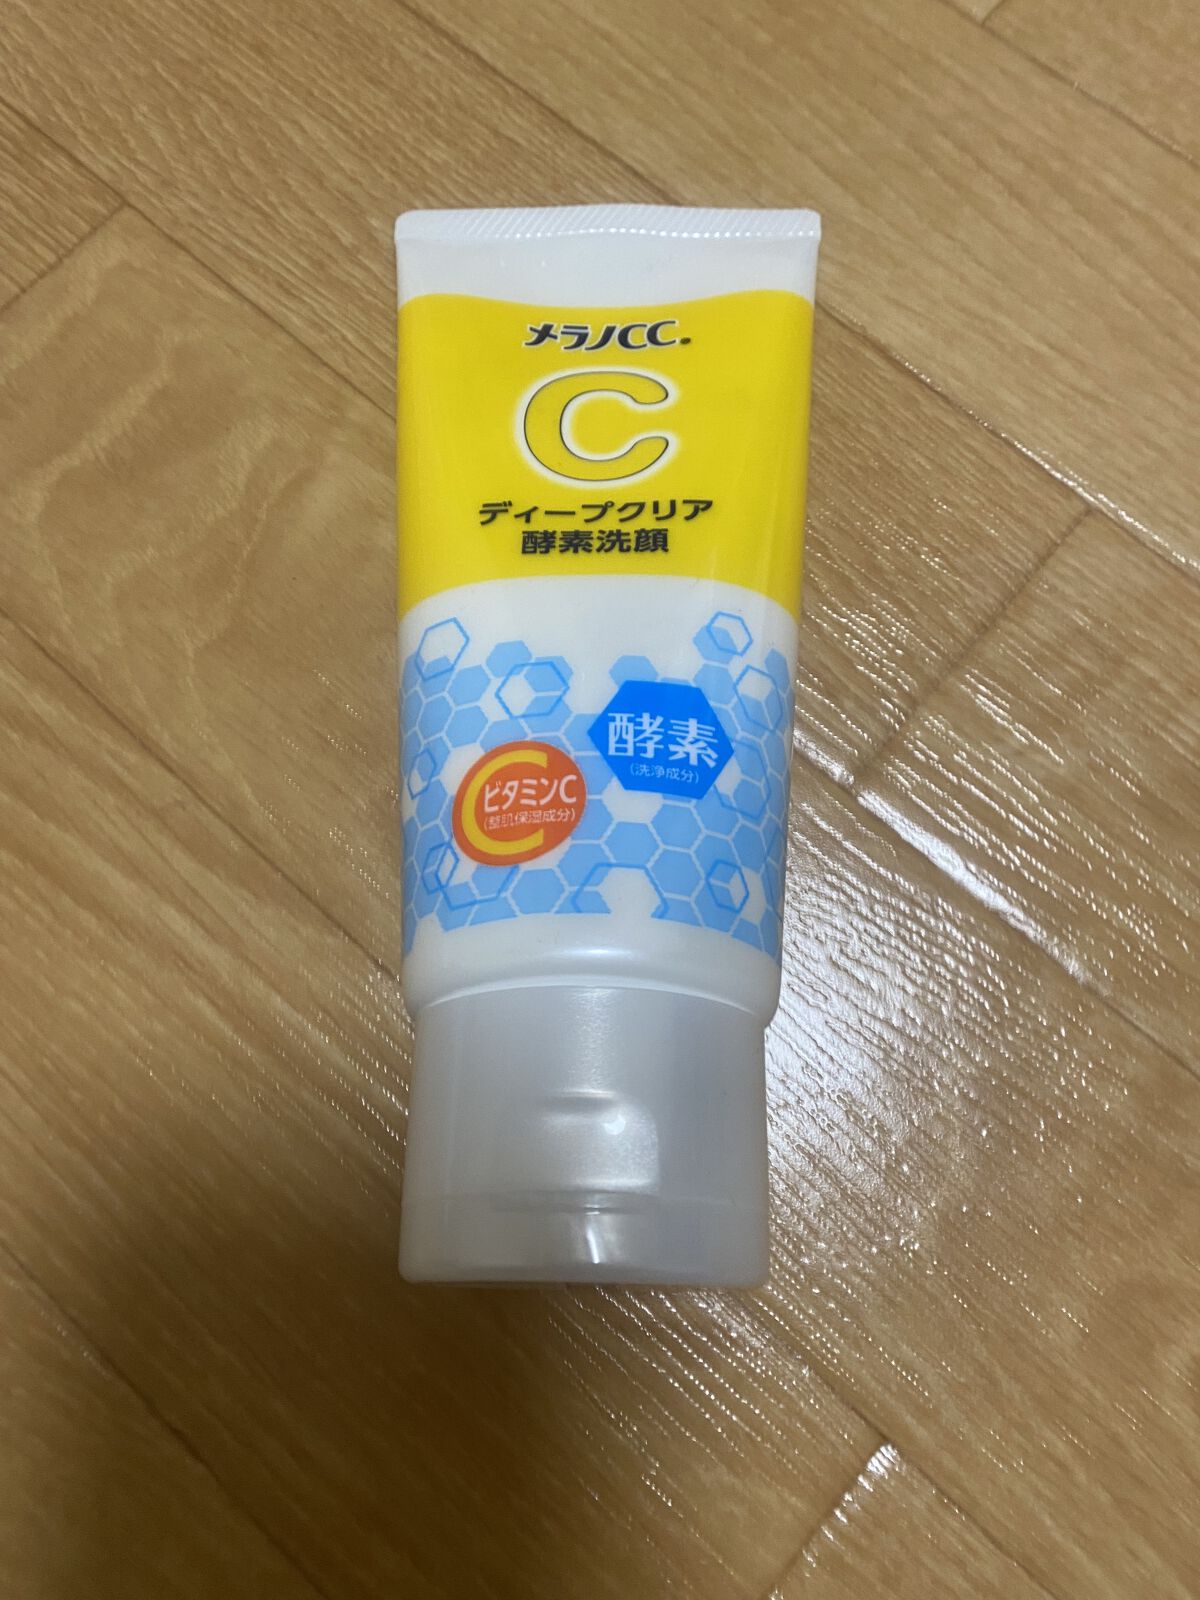 メラノCC®
C
ディープクリア
酵素洗顔
酵素
(洗浄成分)
C
ビタミンC
(整肌保湿成分)